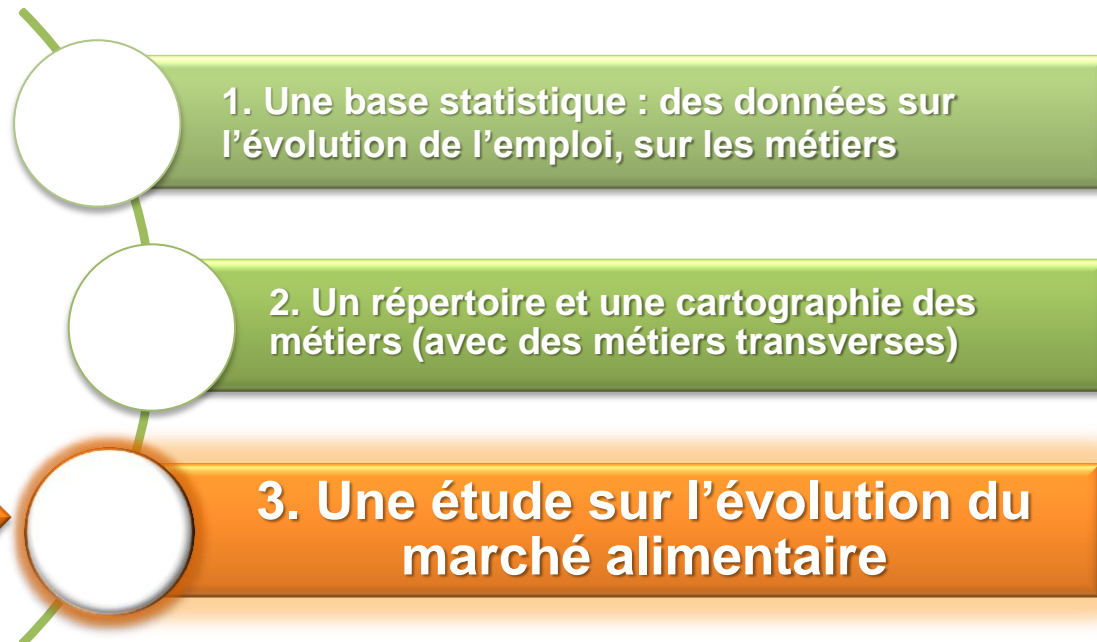 1. Une base statistique : des données sur
l’évolution de l’emploi, sur les métiers
2. Un répertoire et une cartographie des
métiers (avec des métiers transverses)
3. Une étude sur l’évolution du
marché alimentaire